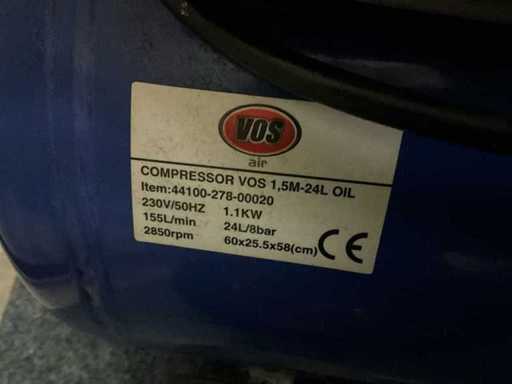 VOS
air
COMPRESSOR VOS 1,5M-24L OIL
Item:44100-278-00020
230V/50HZ 1.1KW
155L/min 24L/8bar
2850rpm 60x25.5x58(cm)
CE